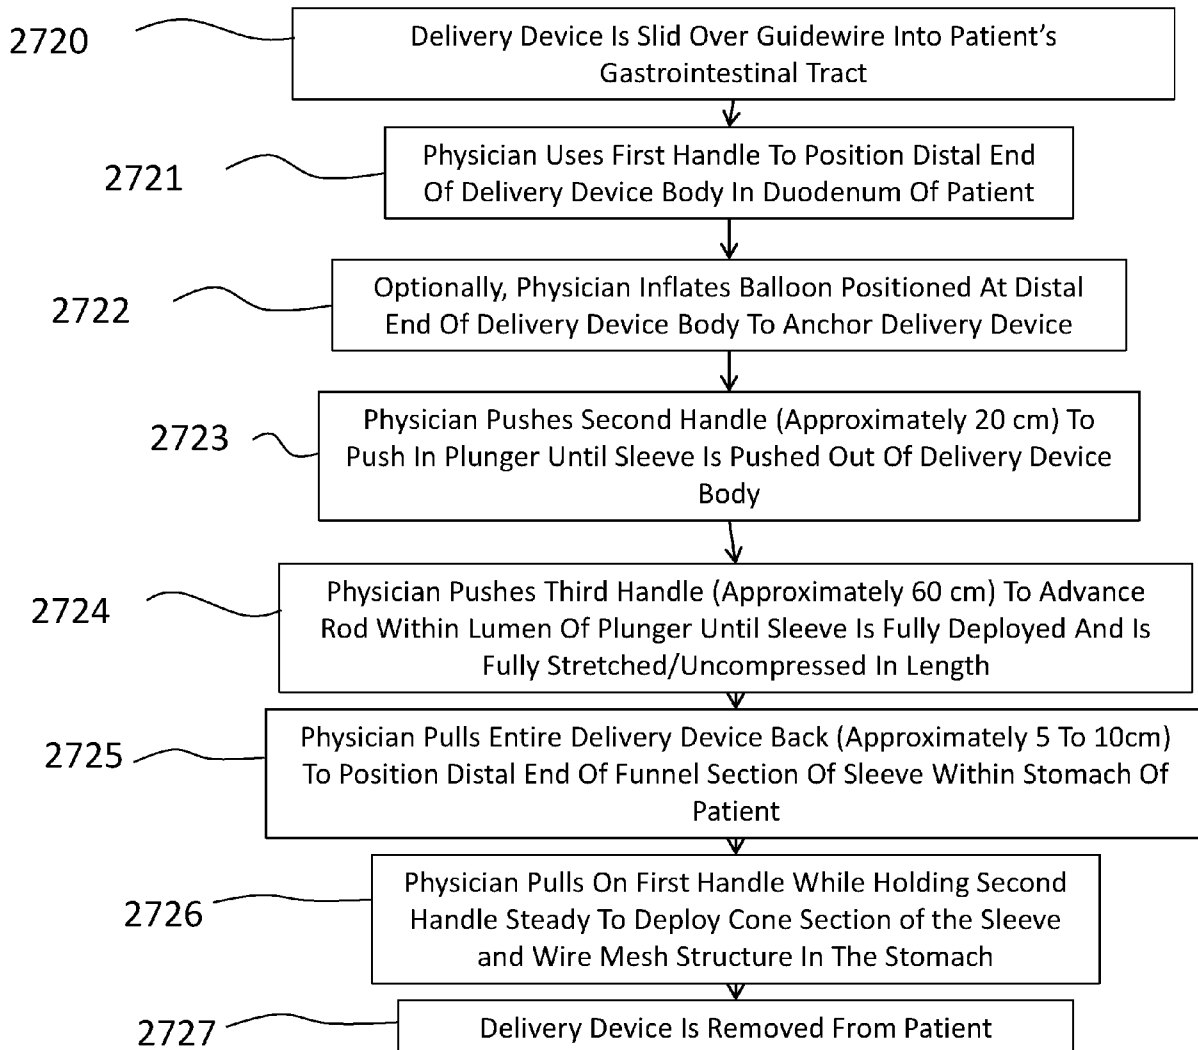 2720
Delivery Device Is Slid Over Guidewire Into Patient's
Gastrointestinal Tract
2721
Physician Uses First Handle To Position Distal End
Of Delivery Device Body In Duodenum Of Patient
2722
Optionally, Physician Inflates Balloon Positioned At Distal
End Of Delivery Device Body To Anchor Delivery Device
2723
Physician Pushes Second Handle (Approximately 20 cm) To
Push In Plunger Until Sleeve Is Pushed Out Of Delivery Device
Body
2724
Physician Pushes Third Handle (Approximately 60 cm) To Advance
Rod Within Lumen Of Plunger Until Sleeve Is Fully Deployed And Is
Fully Stretched/Uncompressed In Length
2725
Physician Pulls Entire Delivery Device Back (Approximately 5 To 10cm)
To Position Distal End Of Funnel Section Of Sleeve Within Stomach Of
Patient
2726
Physician Pulls On First Handle While Holding Second
Handle Steady To Deploy Cone Section of the Sleeve
and Wire Mesh Structure In The Stomach
2727
Delivery Device Is Removed From Patient